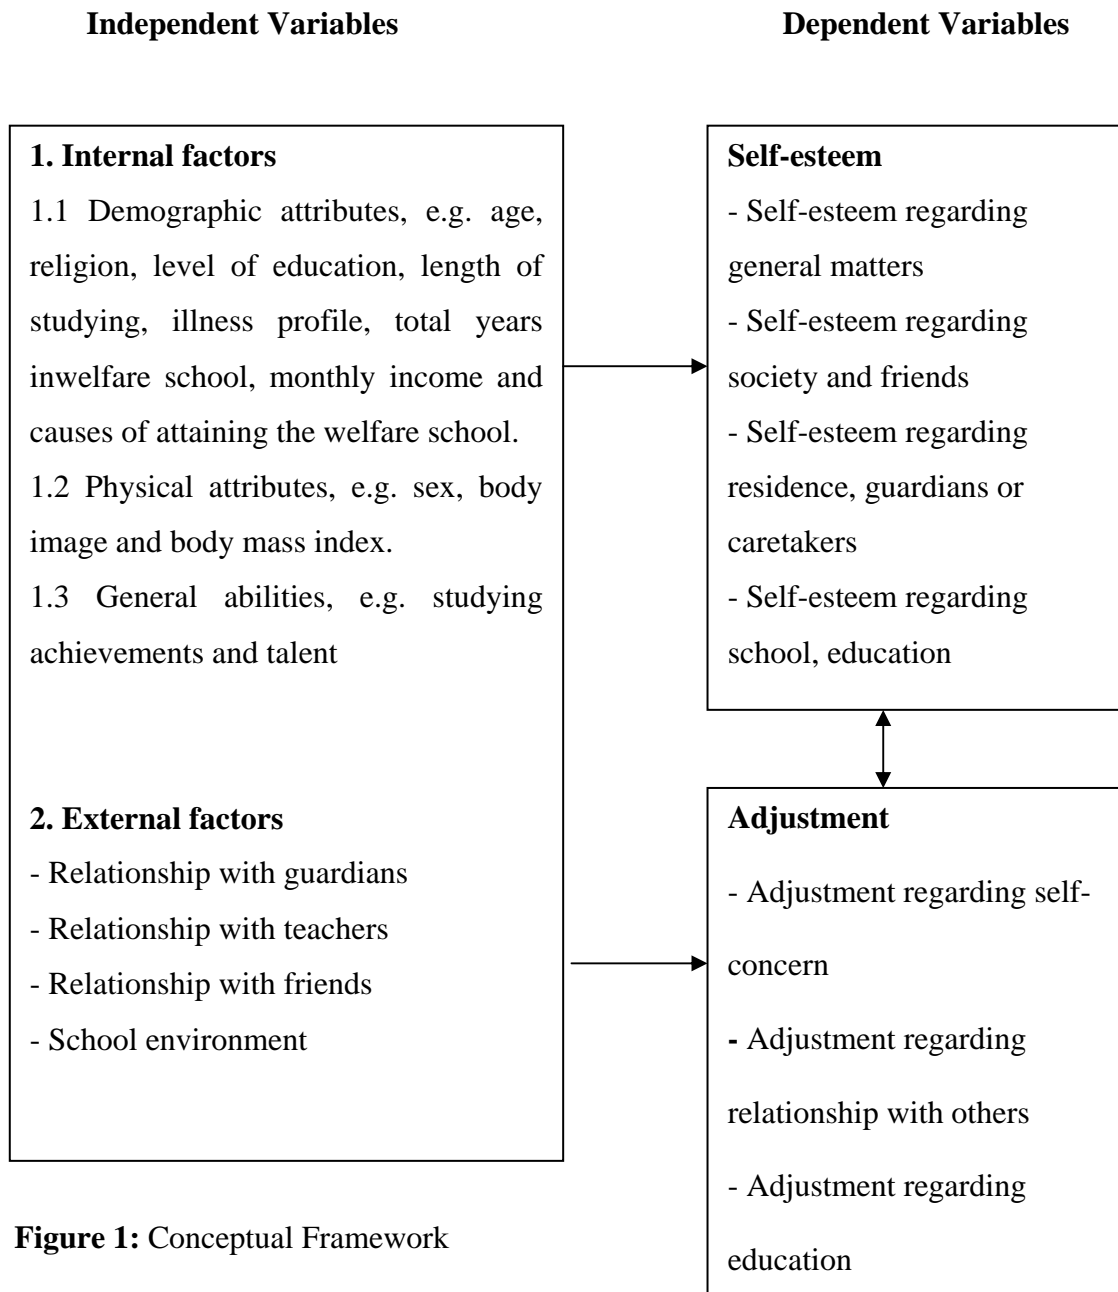 Independent Variables
Dependent Variables
1. Internal factors
1.1 Demographic attributes, e.g. age,
religion, level of education, length of
studying, illness profile, total years
inwelfare school, monthly income and
causes of attaining the welfare school.
1.2 Physical attributes, e.g. sex, body
image and body mass index.
1.3 General abilities, e.g. studying
achievements and talent
2. External factors
- Relationship with guardians
- Relationship with teachers
- Relationship with friends
- School environment
Self-esteem
- Self-esteem regarding
general matters
- Self-esteem regarding
society and friends
- Self-esteem regarding
residence, guardians or
caretakers
- Self-esteem regarding
school, education
Adjustment
- Adjustment regarding self-
concern
- Adjustment regarding
relationship with others
- Adjustment regarding
education
Figure 1: Conceptual Framework